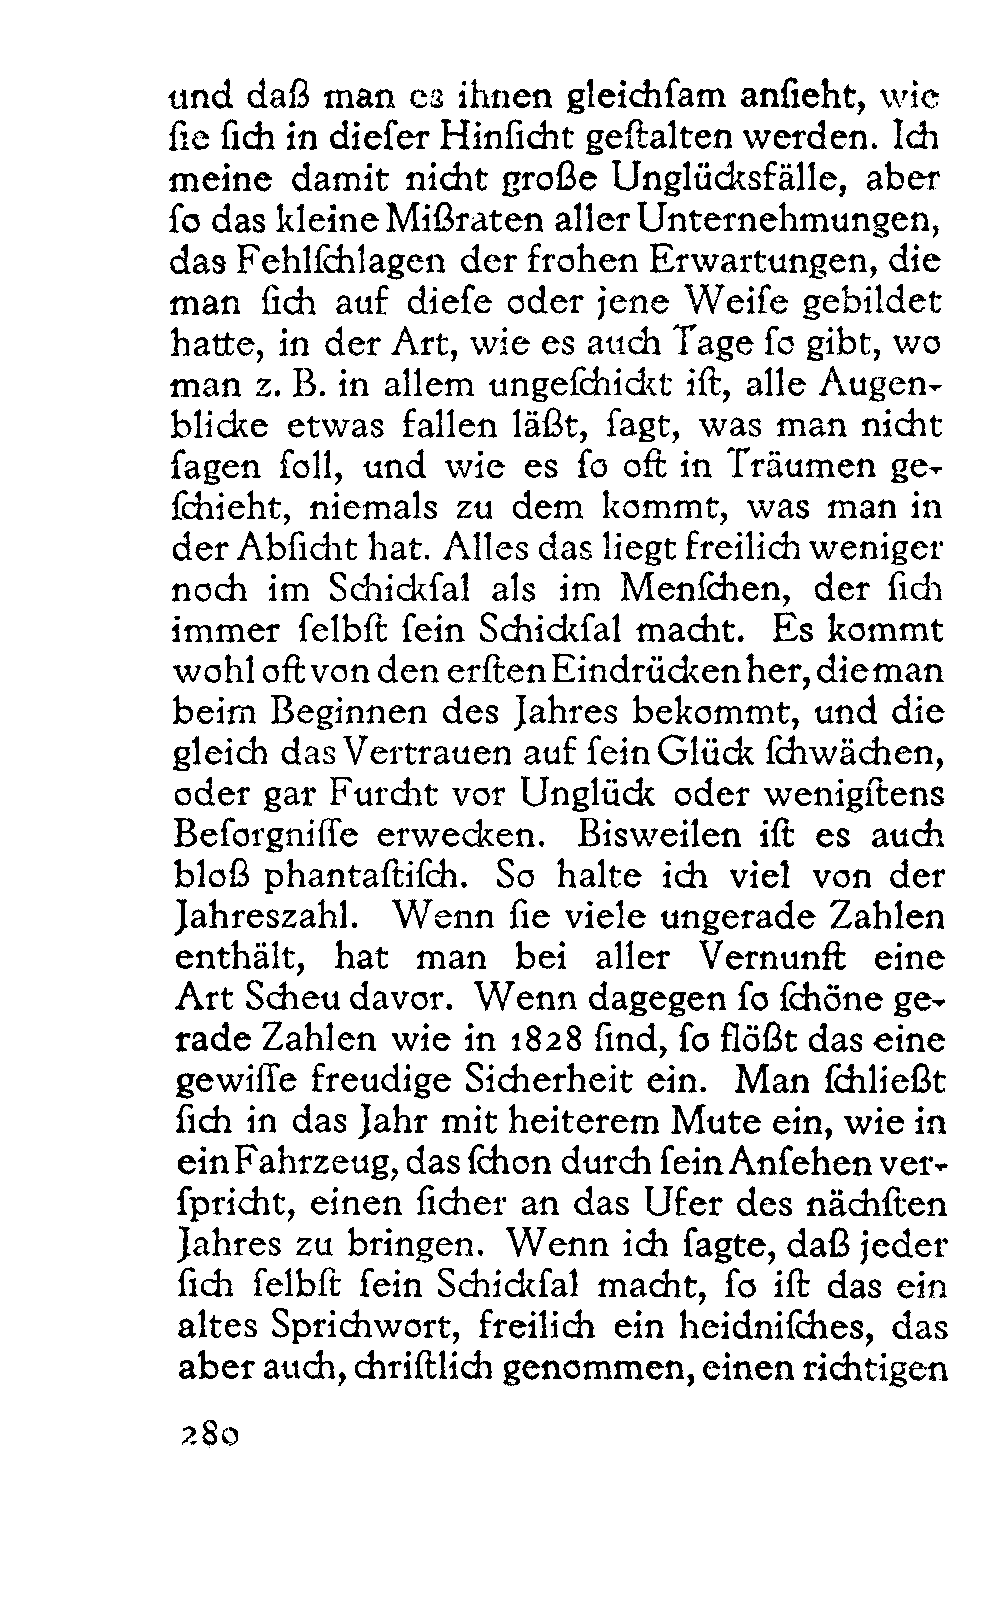 und daß man es ihnen gleichſam anſieht, wie
ſie ſich in dieſer Hinſicht geſtalten werden. Ich
meine damit nicht große Unglücksfälle, aber
ſo das kleine Mißraten aller Unternehmungen,
das Fehlſchlagen der frohen Erwartungen, die
man ſich auf dieſe oder jene Weiſe gebildet
hatte, in der Art, wie es auch Tage ſo gibt, wo
man z. B. in allem ungeſchickt iſt, alle Augen-
blicke etwas fallen läßt, ſagt, was man nicht
ſagen ſoll, und wie es ſo oft in Träumen ge-
ſchieht, niemals zu dem kommt, was man in
der Abſicht hat. Alles das liegt freilich weniger
noch im Schickſal als im Menſchen, der ſich
immer ſelbſt ſein Schickſal macht. Es kommt
wohl oft von den erſten Eindrücken her, die man
beim Beginnen des Jahres bekommt, und die
gleich das Vertrauen auf ſein Glück ſchwächen,
oder gar Furcht vor Unglück oder wenigſtens
Beſorgniſſe erwecken. Bisweilen iſt es auch
bloß phantaſtiſch. So halte ich viel von der
Jahreszahl. Wenn ſie viele ungerade Zahlen
enthält, hat man bei aller Vernunft eine
Art Scheu davor. Wenn dagegen ſo ſchöne ge-
rade Zahlen wie in 1828 ſind, ſo flößt das eine
gewiſſe freudige Sicherheit ein. Man ſchließt
ſich in das Jahr mit heiterem Mute ein, wie in
ein Fahrzeug, das ſchon durch ſein Anſehen ver-
ſpricht, einen ſicher an das Ufer des nächſten
Jahres zu bringen. Wenn ich ſagte, daß jeder
ſich ſelbſt ſein Schickſal macht, ſo iſt das ein
altes Sprichwort, freilich ein heidniſches, das
aber auch, chriſtlich genommen, einen richtigen
280